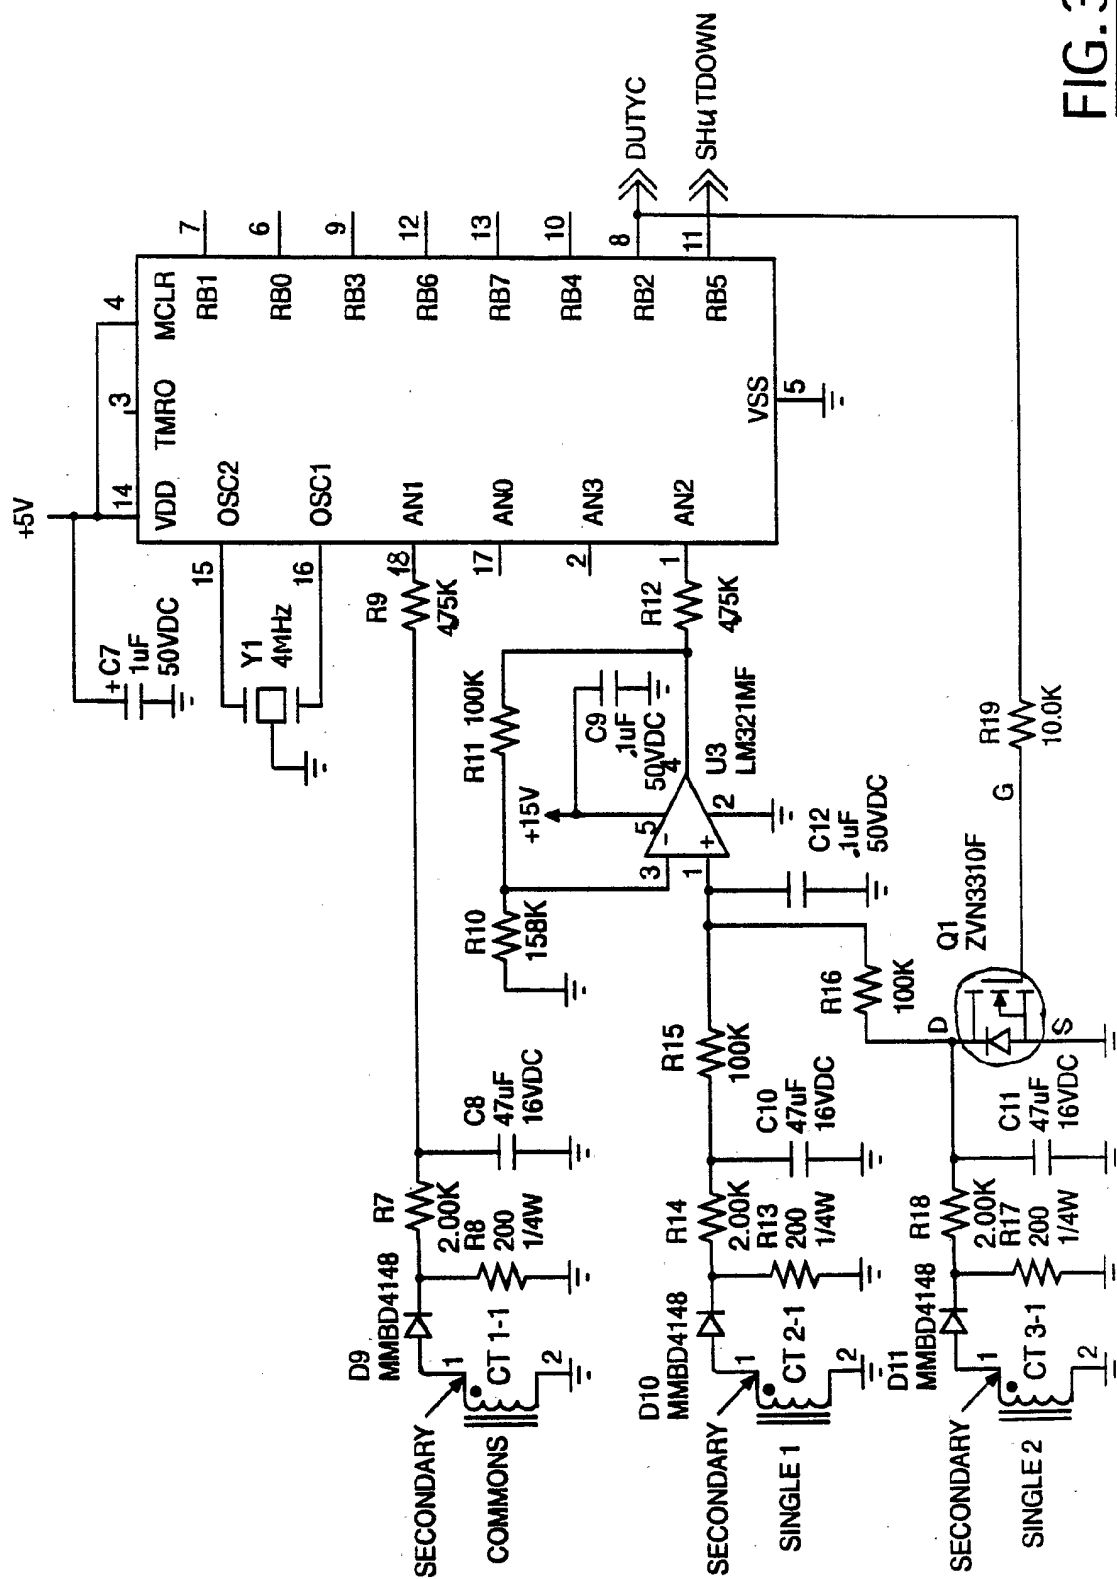 +5V
+C7
1uF
50VDC
Y1
4MHz
14
3
4
VDD
TMRO
MCLR
15
OSC2
16
OSC1
18
AN1
17
AN0
2
AN3
1
AN2
RB1
7
RB0
6
RB3
9
RB6
12
RB7
13
RB4
10
RB2
8
RB5
11
VSS
5
DUTYC
SHUTDOWN
R9
475K
R12
475K
R11 100K
R10
158K
+15V
C9
.1uF
50VDC
3
5
4
1
2
-
+
U3
LM321MF
C12
.1uF
50VDC
R19
10.0K
G
Q1
ZVN3310F
D
S
R16
100K
R15
100K
D9
MMBD4148
R7
2.00K
R8
200
1/4W
C8
47uF
16VDC
SECONDARY
COMMONS
1
CT 1-1
2
D10
MMBD4148
R14
2.00K
R13
200
1/4W
C10
47uF
16VDC
SECONDARY
SINGLE 1
1
CT 2-1
2
D11
MMBD4148
R18
2.00K
R17
200
1/4W
C11
47uF
16VDC
SECONDARY
SINGLE 2
1
CT 3-1
2
FIG. 3